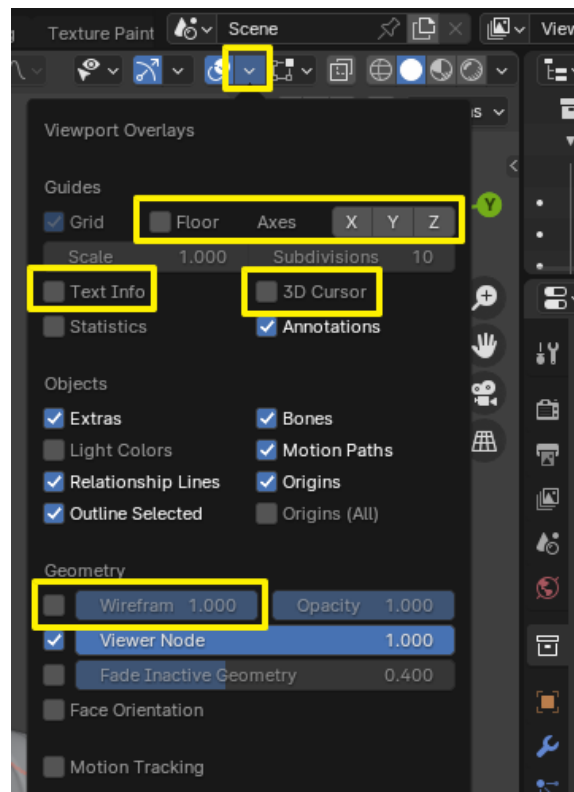 Texture Paint Scene View
Viewport Overlays
Guides
Grid Floor Axes X Y Z
Y
Scale 1.000 Subdivisions 10
Text Info 3D Cursor
Statistics Annotations
Objects
Extras Bones
Light Colors Motion Paths
Relationship Lines Origins
Outline Selected Origins (All)
Geometry
Wirefram 1.000 Opacity 1.000
Viewer Node 1.000
Fade Inactive Geometry 0.400
Face Orientation
Motion Tracking